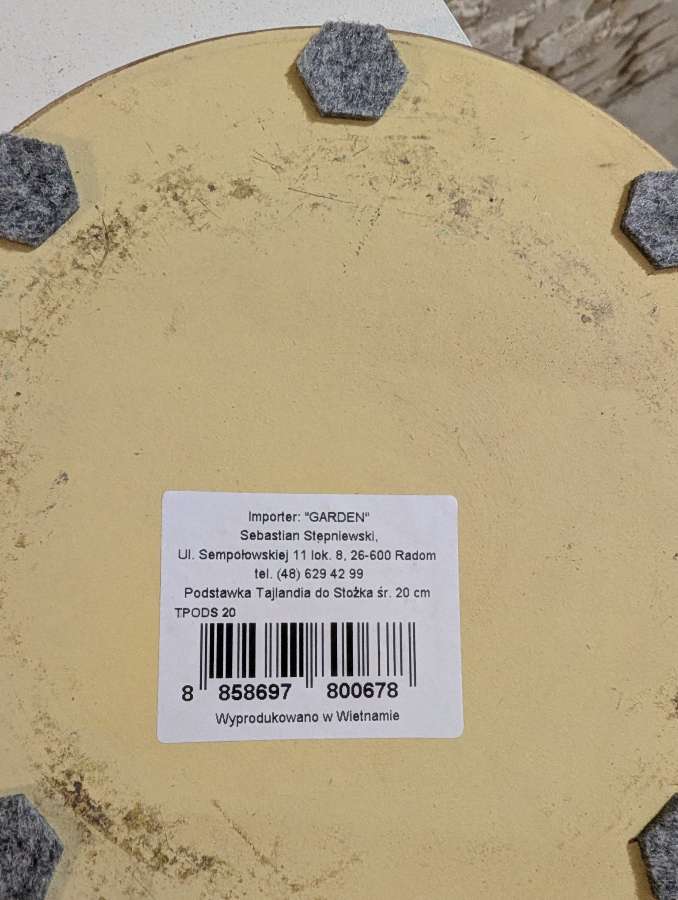 Importer: "GARDEN"
Sebastian Stępniewski,
Ul. Sempołowskiej 11 lok. 8, 26-600 Radom
tel. (48) 629 42 99
Podstawka Tajlandia do Stożka śr. 20 cm
TPODS 20
8 858697 800678
Wyprodukowano w Wietnamie